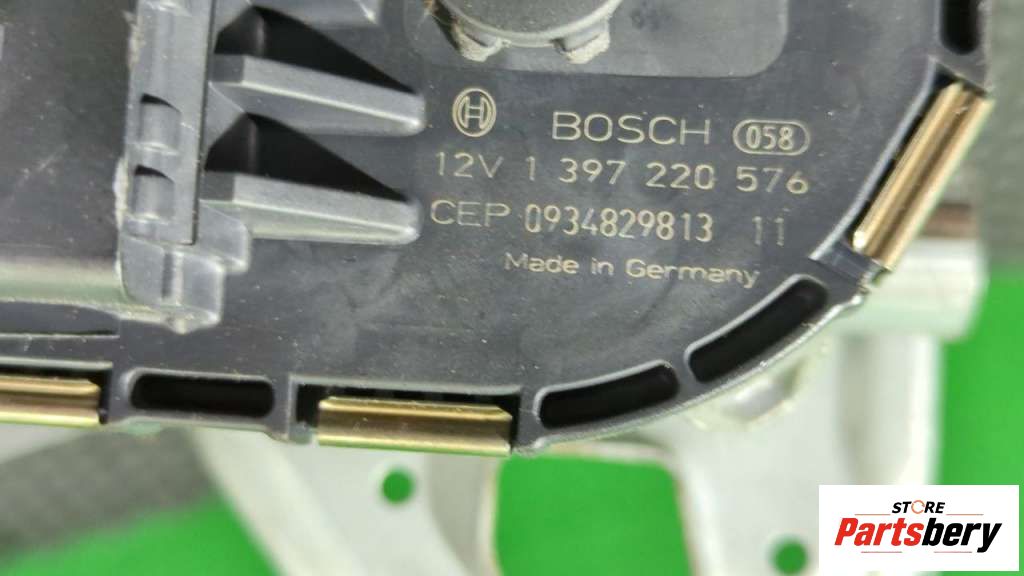 BOSCH 058
12V 1 397 220 576
CEP 0934829813 11
Made in Germany
STORE
Partsbery